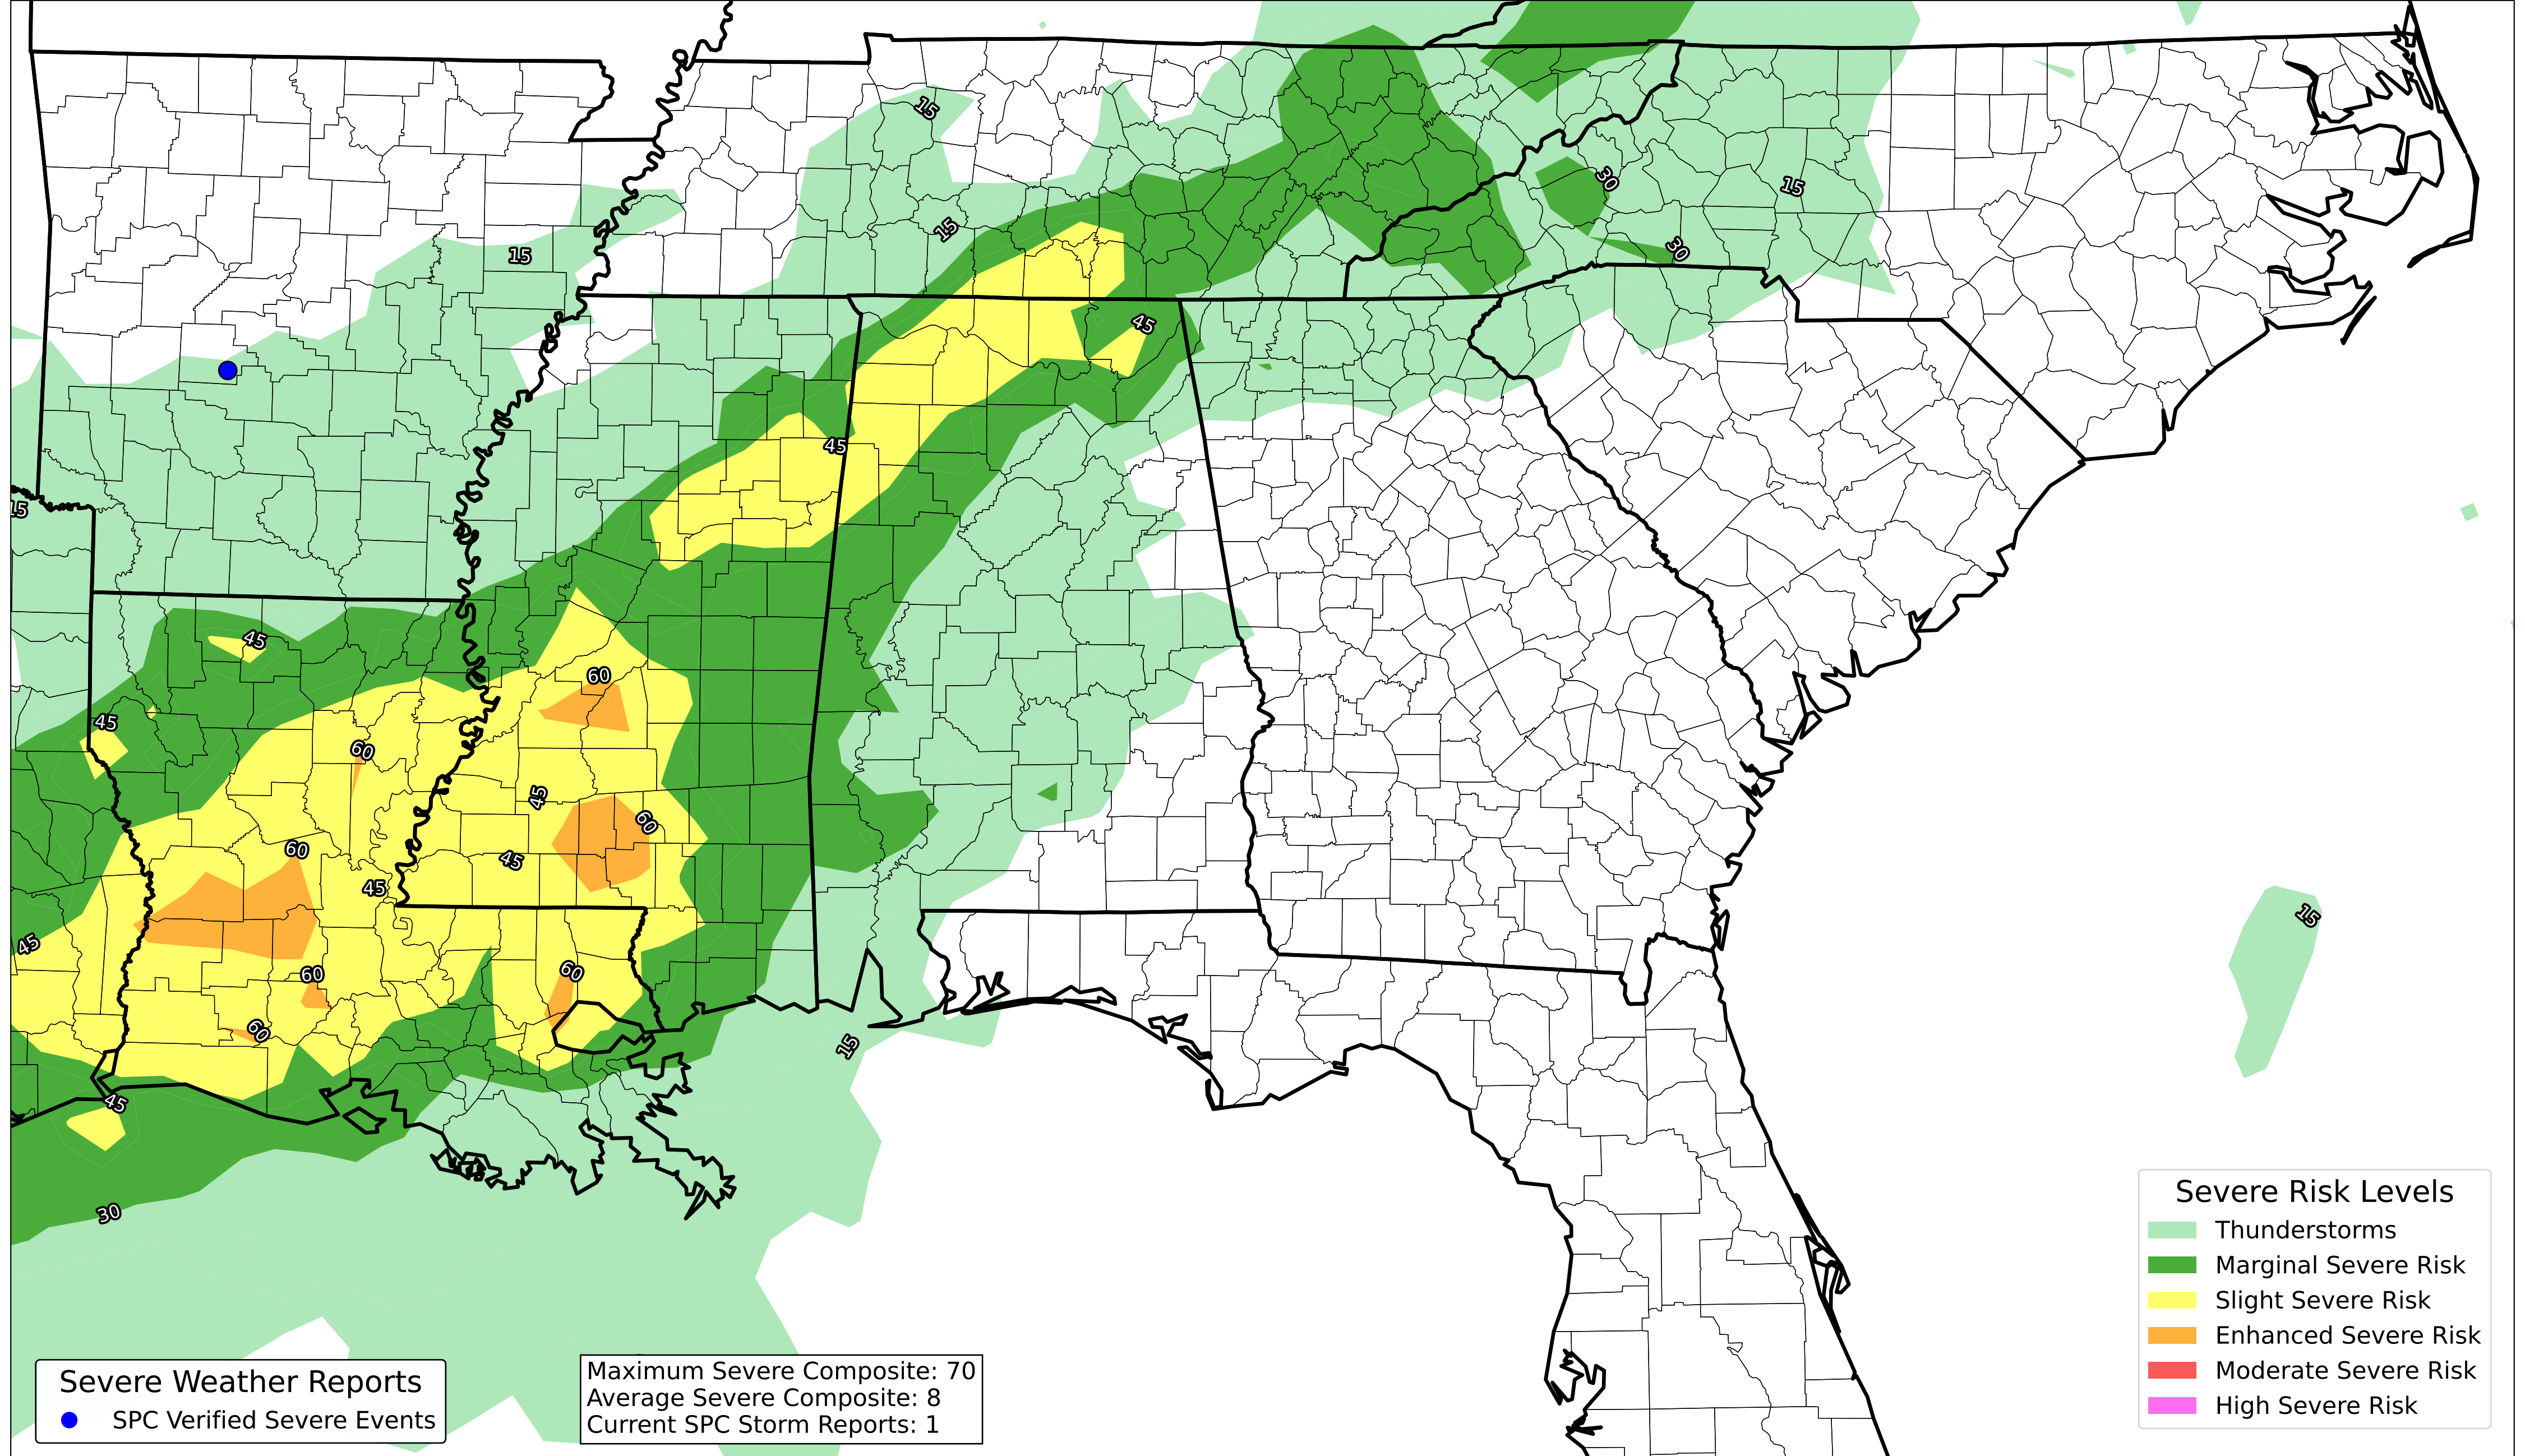 15
30
15
15
30
15
45
45
15
45
60
45
60
45
60
60
45
45
15
45
60
60
60
15
45
30
Severe Risk Levels
Thunderstorms
Marginal Severe Risk
Slight Severe Risk
Enhanced Severe Risk
Moderate Severe Risk
High Severe Risk
Severe Weather Reports
SPC Verified Severe Events
Maximum Severe Composite: 70
Average Severe Composite: 8
Current SPC Storm Reports: 1